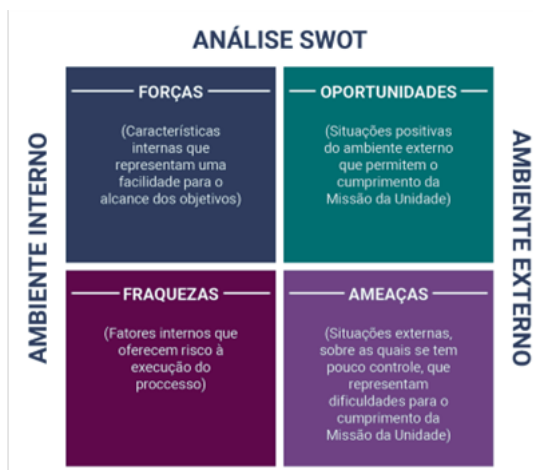 ANÁLISE SWOT
AMBIENTE INTERNO
FORÇAS
(Características
internas que
representam uma
facilidade para o
alcance dos objetivos)
OPORTUNIDADES
(Situações positivas
do ambiente externo
que permitem o
cumprimento da
Missão da Unidade)
FRAQUEZAS
(Fatores internos que
oferecem risco à
execução do
proccesso)
AMEAÇAS
(Situações externas,
sobre as quais se tem
pouco controle, que
representam
dificuldades para o
cumprimento da
Missão da Unidade)
AMBIENTE EXTERNO